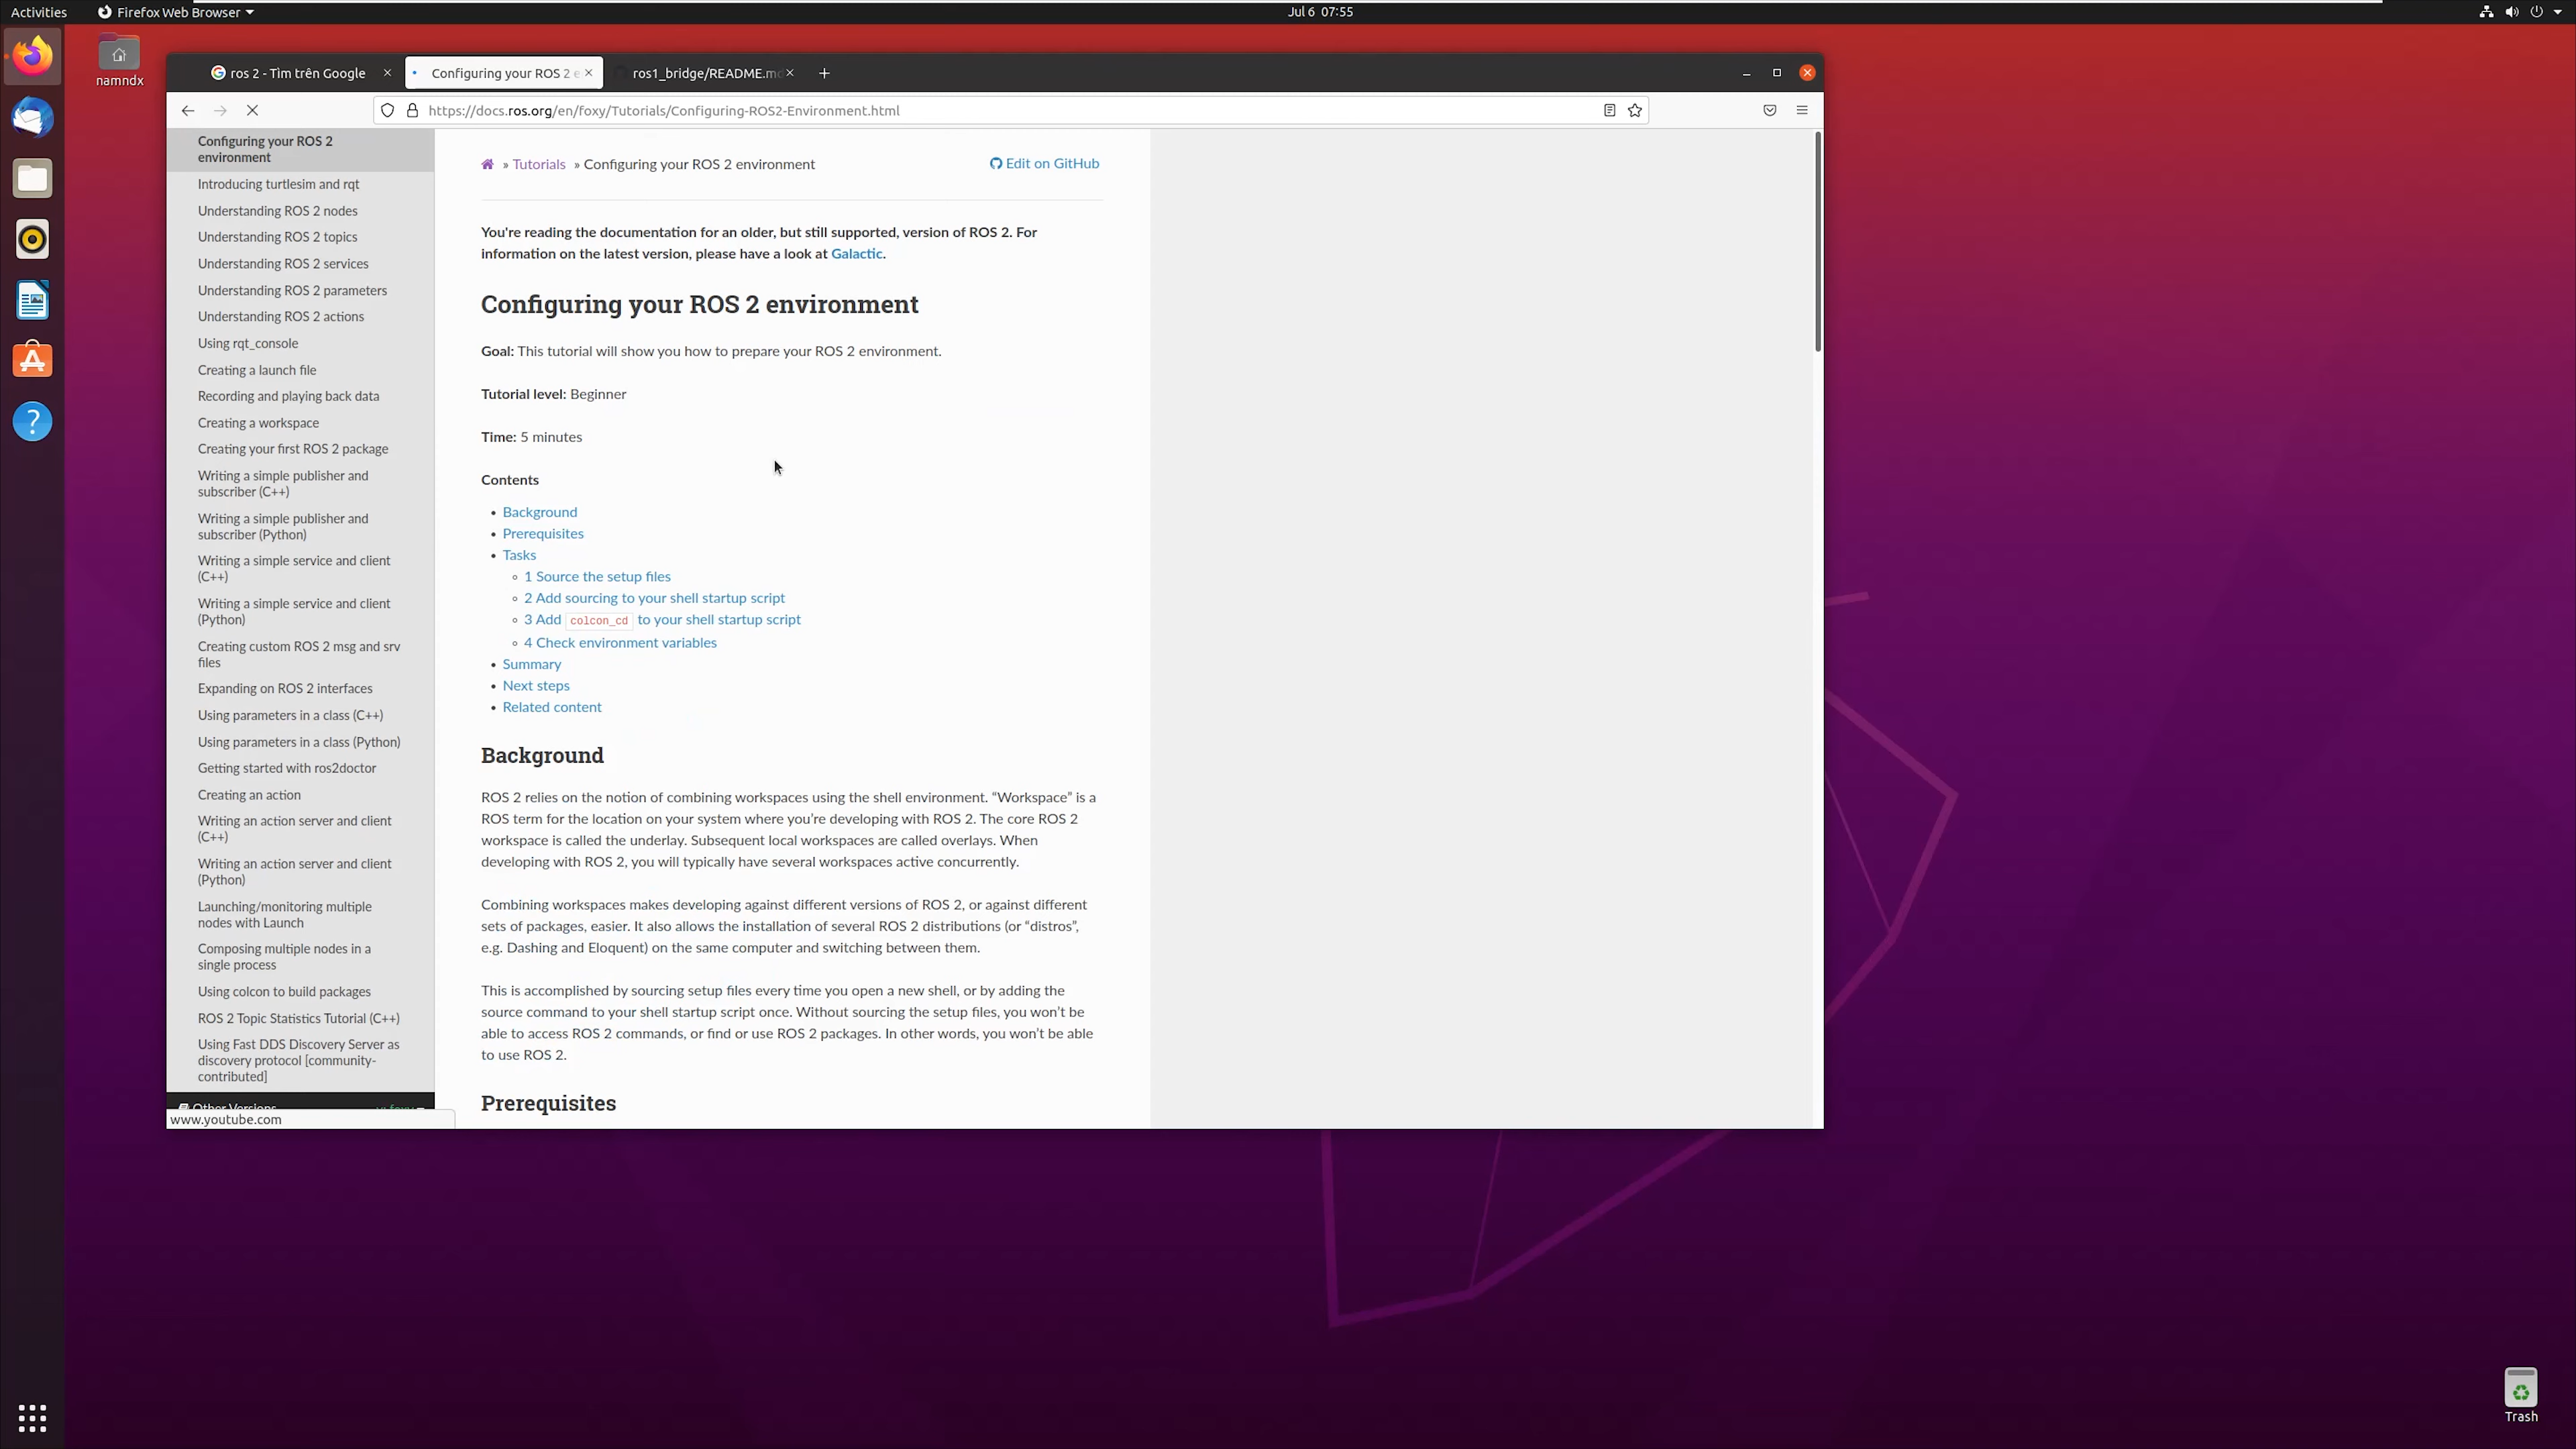 Activities
Firefox Web Browser
Jul 6 07:55
namndx
ros 2 - Tìm trên Google
Configuring your ROS 2 e
ros1_bridge/README.md
https://docs.ros.org/en/foxy/Tutorials/Configuring-ROS2-Environment.html
Configuring your ROS 2
environment
Introducing turtlesim and rqt
Understanding ROS 2 nodes
Understanding ROS 2 topics
Understanding ROS 2 services
Understanding ROS 2 parameters
Understanding ROS 2 actions
Using rqt_console
Creating a launch file
Recording and playing back data
Creating a workspace
Creating your first ROS 2 package
Writing a simple publisher and
subscriber (C++)
Writing a simple publisher and
subscriber (Python)
Writing a simple service and client
(C++)
Writing a simple service and client
(Python)
Creating custom ROS 2 msg and srv
files
Expanding on ROS 2 interfaces
Using parameters in a class (C++)
Using parameters in a class (Python)
Getting started with ros2doctor
Creating an action
Writing an action server and client
(C++)
Writing an action server and client
(Python)
Launching/monitoring multiple
nodes with Launch
Composing multiple nodes in a
single process
Using colcon to build packages
ROS 2 Topic Statistics Tutorial (C++)
Using Fast DDS Discovery Server as
discovery protocol [community-
contributed]
Other Versions v: foxy
www.youtube.com
» Tutorials » Configuring your ROS 2 environment
Edit on GitHub
You're reading the documentation for an older, but still supported, version of ROS 2. For
information on the latest version, please have a look at Galactic.
Configuring your ROS 2 environment
Goal: This tutorial will show you how to prepare your ROS 2 environment.
Tutorial level: Beginner
Time: 5 minutes
Contents
• Background
• Prerequisites
• Tasks
◦ 1 Source the setup files
◦ 2 Add sourcing to your shell startup script
◦ 3 Add colcon_cd to your shell startup script
◦ 4 Check environment variables
• Summary
• Next steps
• Related content
Background
ROS 2 relies on the notion of combining workspaces using the shell environment. “Workspace” is a
ROS term for the location on your system where you’re developing with ROS 2. The core ROS 2
workspace is called the underlay. Subsequent local workspaces are called overlays. When
developing with ROS 2, you will typically have several workspaces active concurrently.
Combining workspaces makes developing against different versions of ROS 2, or against different
sets of packages, easier. It also allows the installation of several ROS 2 distributions (or “distros”,
e.g. Dashing and Eloquent) on the same computer and switching between them.
This is accomplished by sourcing setup files every time you open a new shell, or by adding the
source command to your shell startup script once. Without sourcing the setup files, you won’t be
able to access ROS 2 commands, or find or use ROS 2 packages. In other words, you won’t be able
to use ROS 2.
Prerequisites
Trash